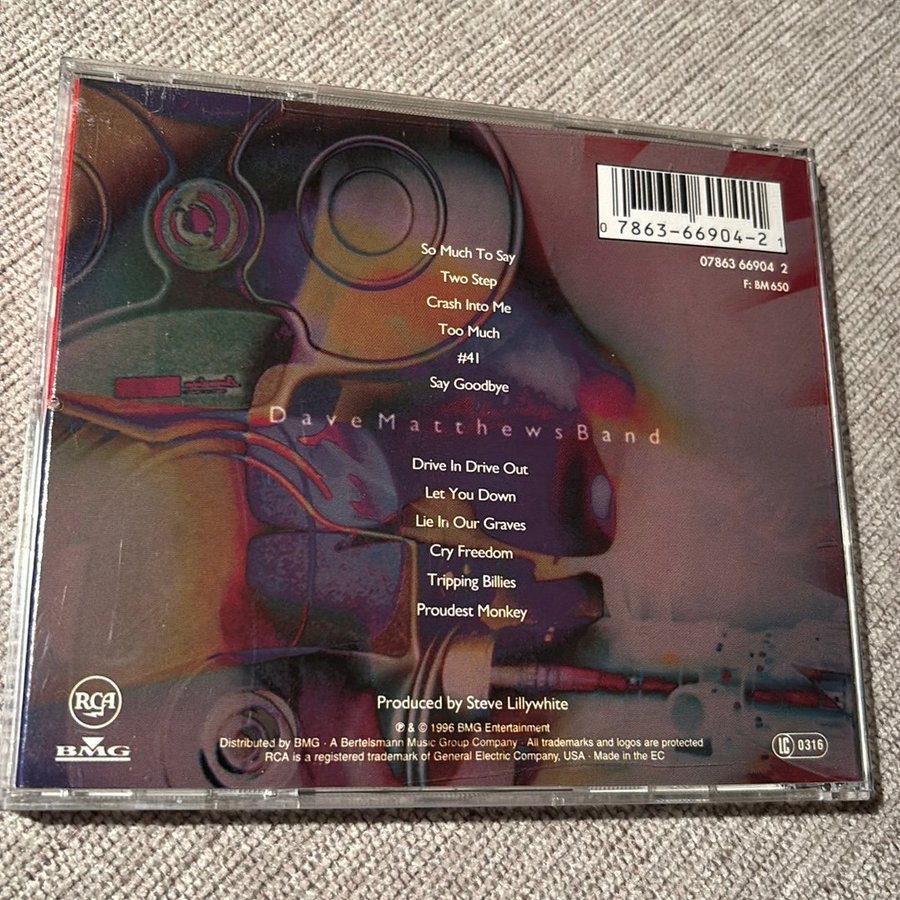 0 7863-66904-2 1
07863 66904 2
F: BM 650
So Much To Say
Two Step
Crash Into Me
Too Much
#41
Say Goodbye
DaveMatthewsBand
Drive In Drive Out
Let You Down
Lie In Our Graves
Cry Freedom
Tripping Billies
Proudest Monkey
RCA
BMG
Produced by Steve Lillywhite
℗ & © 1996 BMG Entertainment
Distributed by BMG · A Bertelsmann Music Group Company · All trademarks and logos are protected
RCA is a registered trademark of General Electric Company, USA · Made in the EC
LC 0316